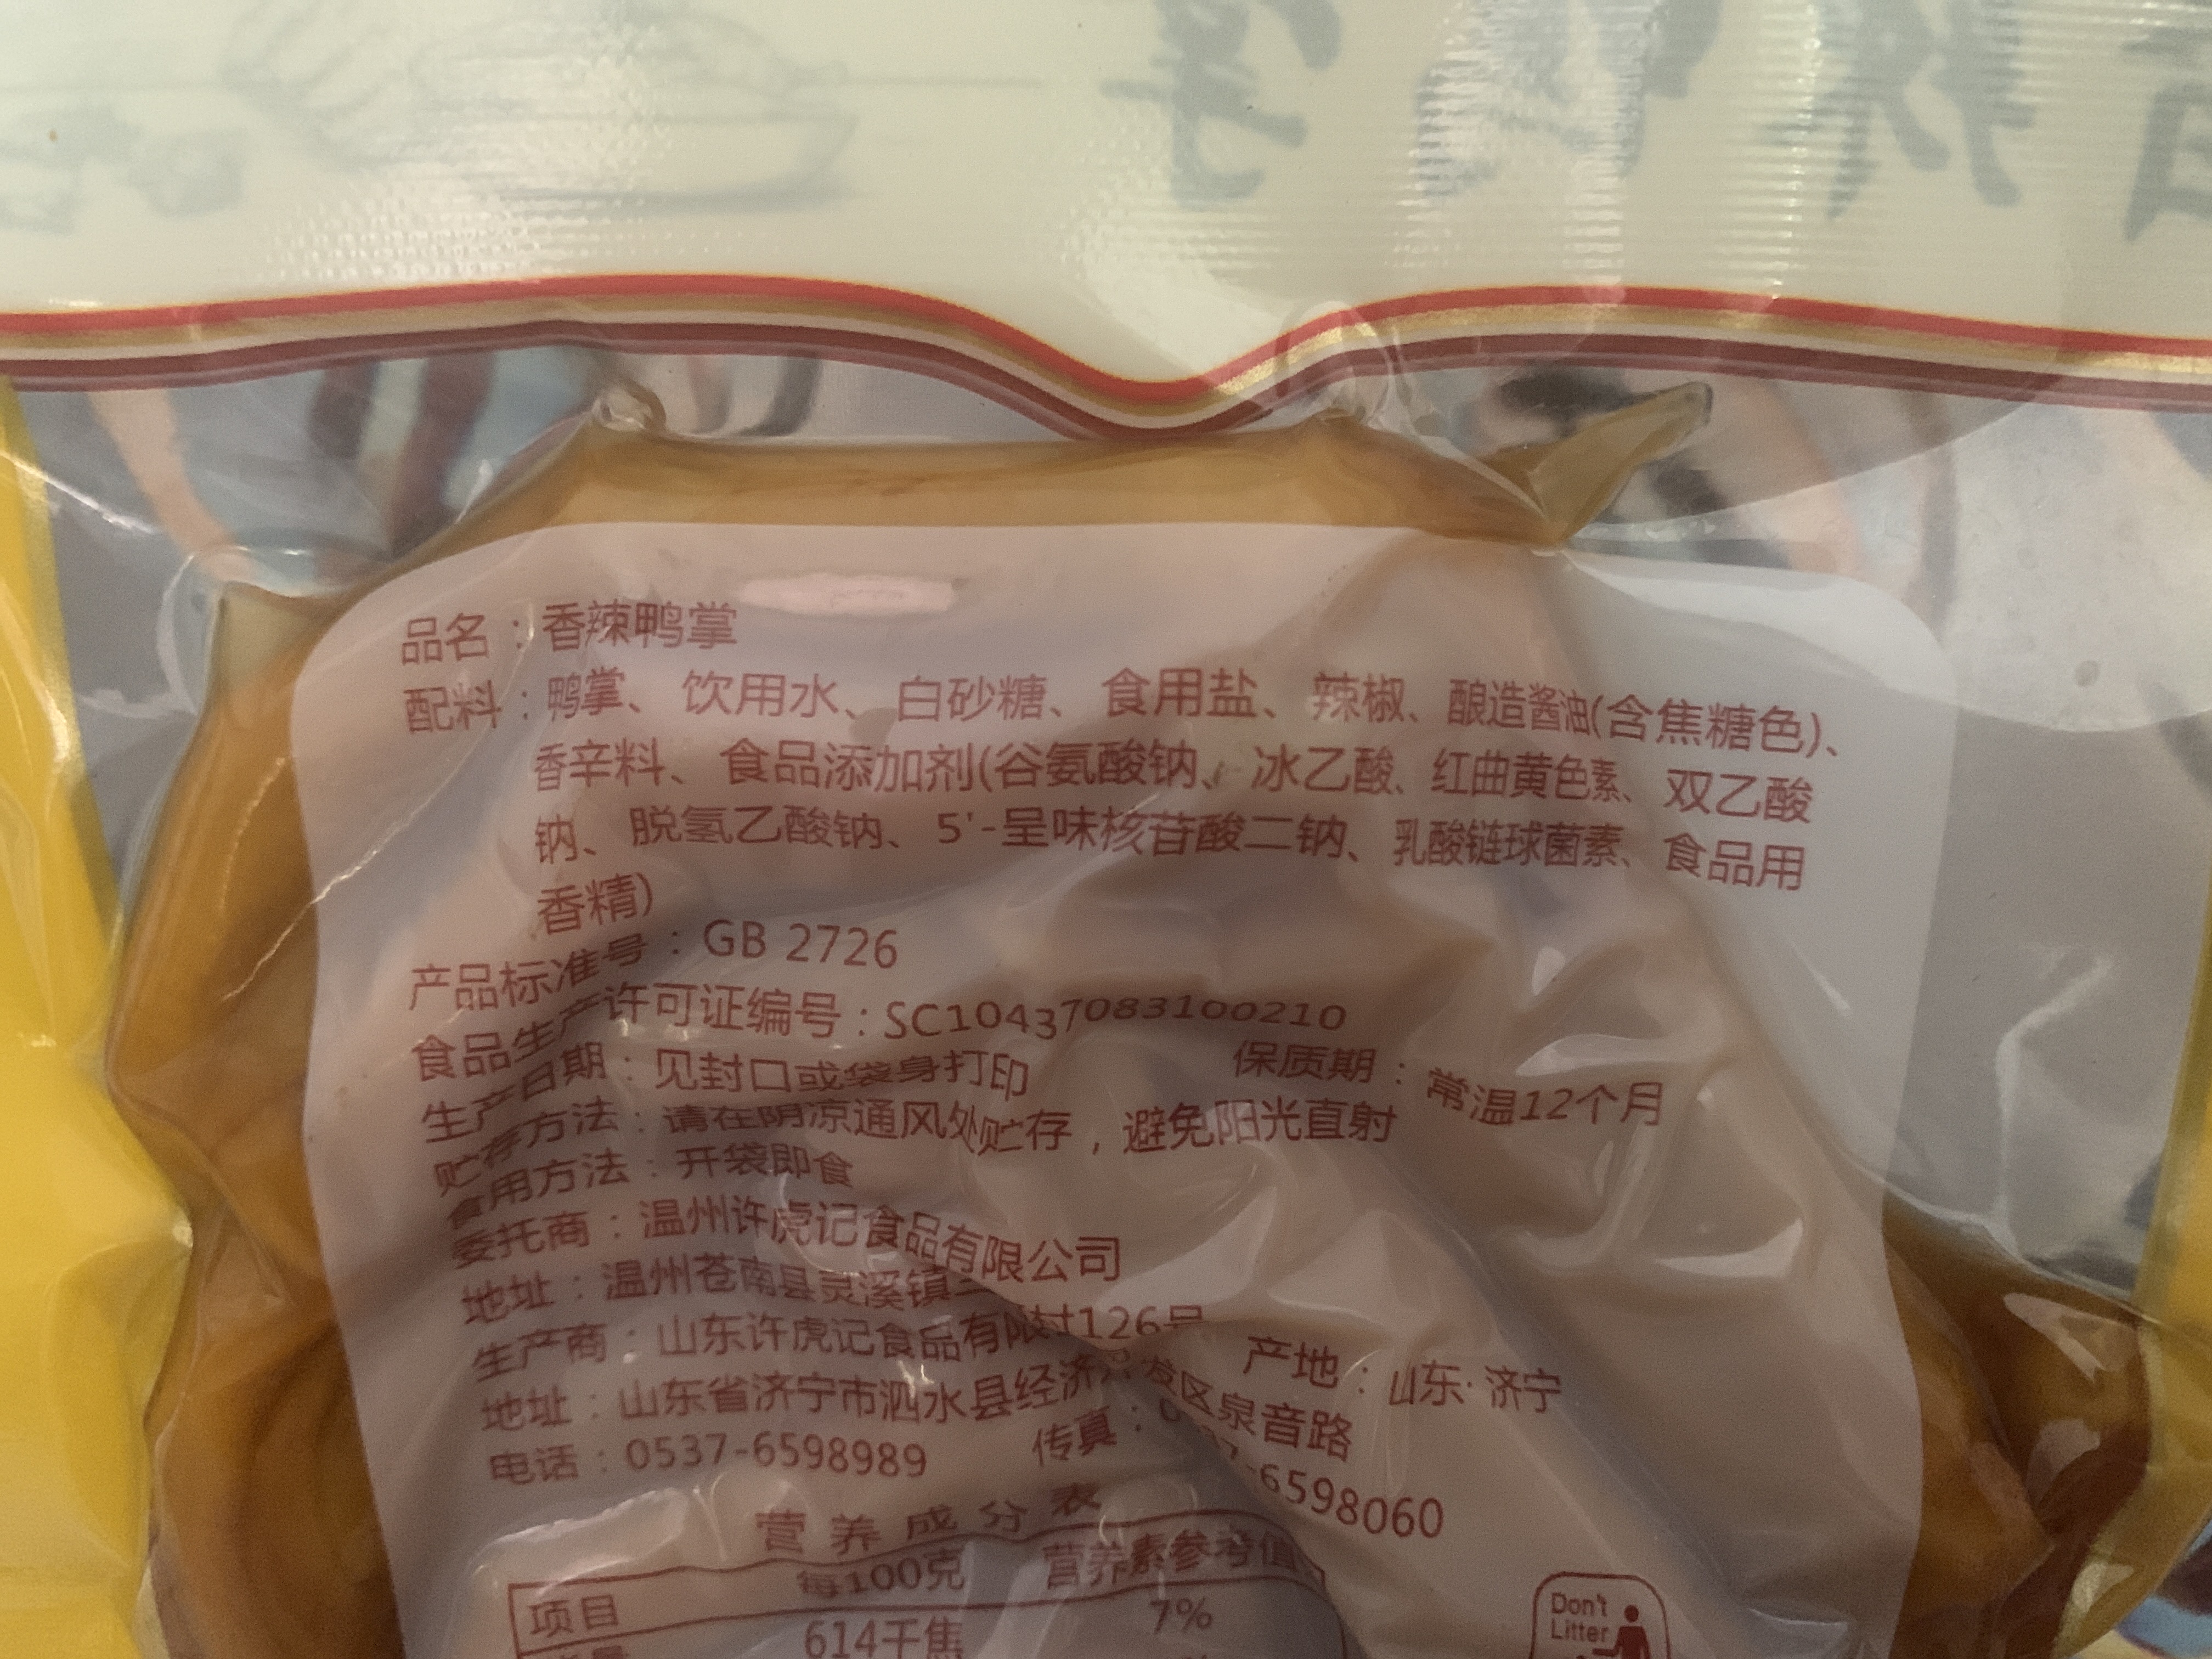 品名：香辣鸭掌
配料：鸭掌、饮用水、白砂糖、食用盐、辣椒、酿造酱油(含焦糖色)、
香辛料、食品添加剂(谷氨酸钠、冰乙酸、红曲黄色素、双乙酸
钠、脱氢乙酸钠、5'-呈味核苷酸二钠、乳酸链球菌素、食品用
香精)
产品标准号：GB 2726
食品生产许可证编号：SC10437083100210
生产日期：见封口或袋身打印 保质期：常温12个月
贮存方法：请在阴凉通风处贮存，避免阳光直射
食用方法：开袋即食
委托商：温州许虎记食品有限公司
地址：温州苍南县灵溪镇 村126号
生产商：山东许虎记食品有限 产地：山东·济宁
地址：山东省济宁市泗水县经济开发区泉音路
电话：0537-6598989 传真： -6598060
营养成分表
项目 每100克 营养素参考值
614千焦 7%
Don't
Litter